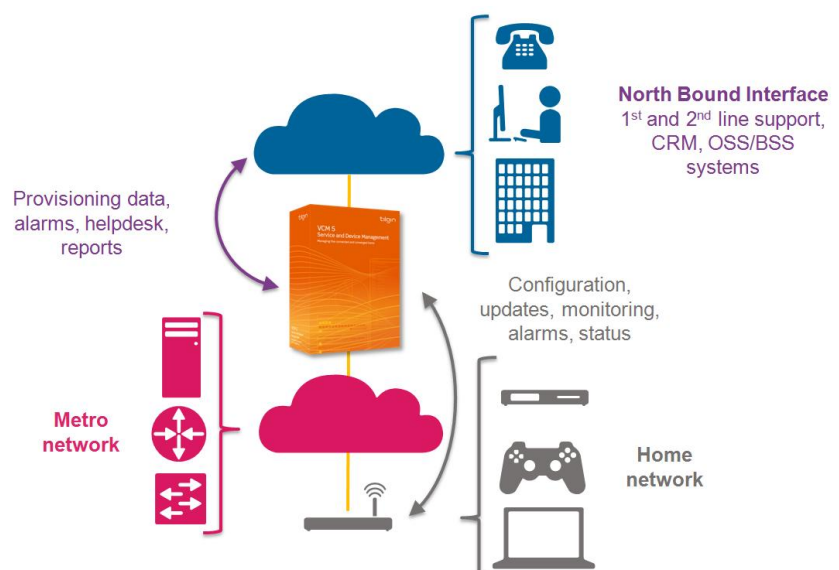 North Bound Interface
1st and 2nd line support,
CRM, OSS/BSS
systems
Provisioning data,
alarms, helpdesk,
reports
tilgin
VCM 5
Service and Device Management
Configuration,
updates, monitoring,
alarms, status
Metro
network
Home
network